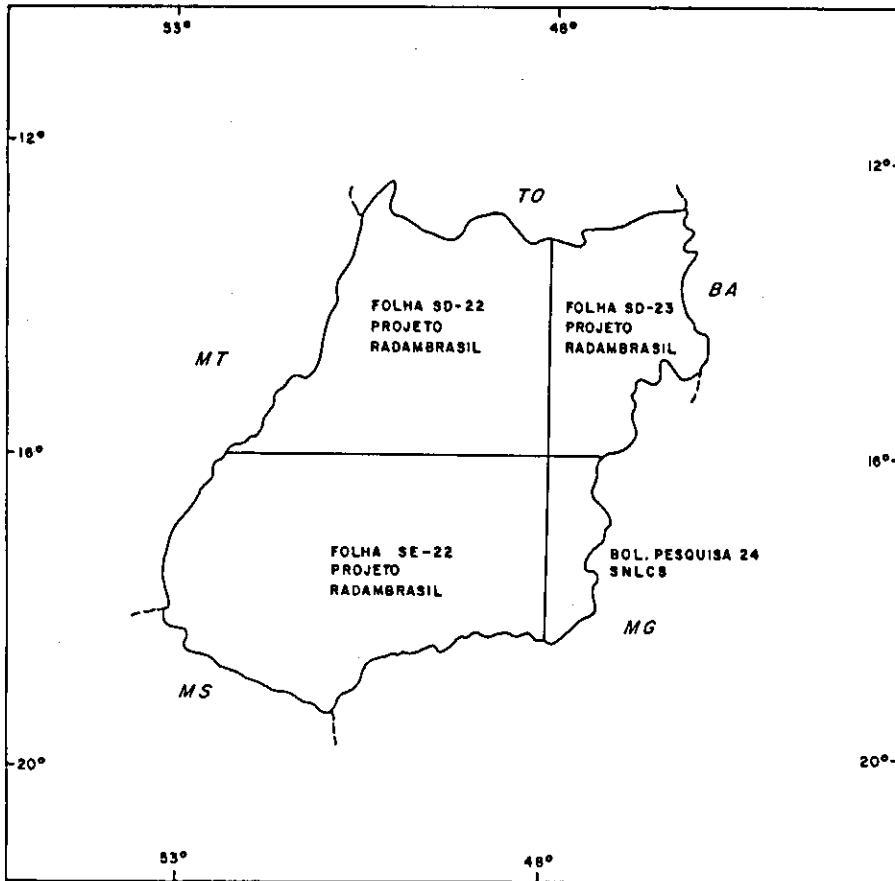 53°
48°
12°
12°
TO
BA
FOLHA SD-22
PROJETO
RADAMBRASIL
FOLHA SD-23
PROJETO
RADAMBRASIL
MT
16°
16°
FOLHA SE-22
PROJETO
RADAMBRASIL
BOL. PESQUISA 24
SNLCS
MG
MS
20°
20°
53°
48°